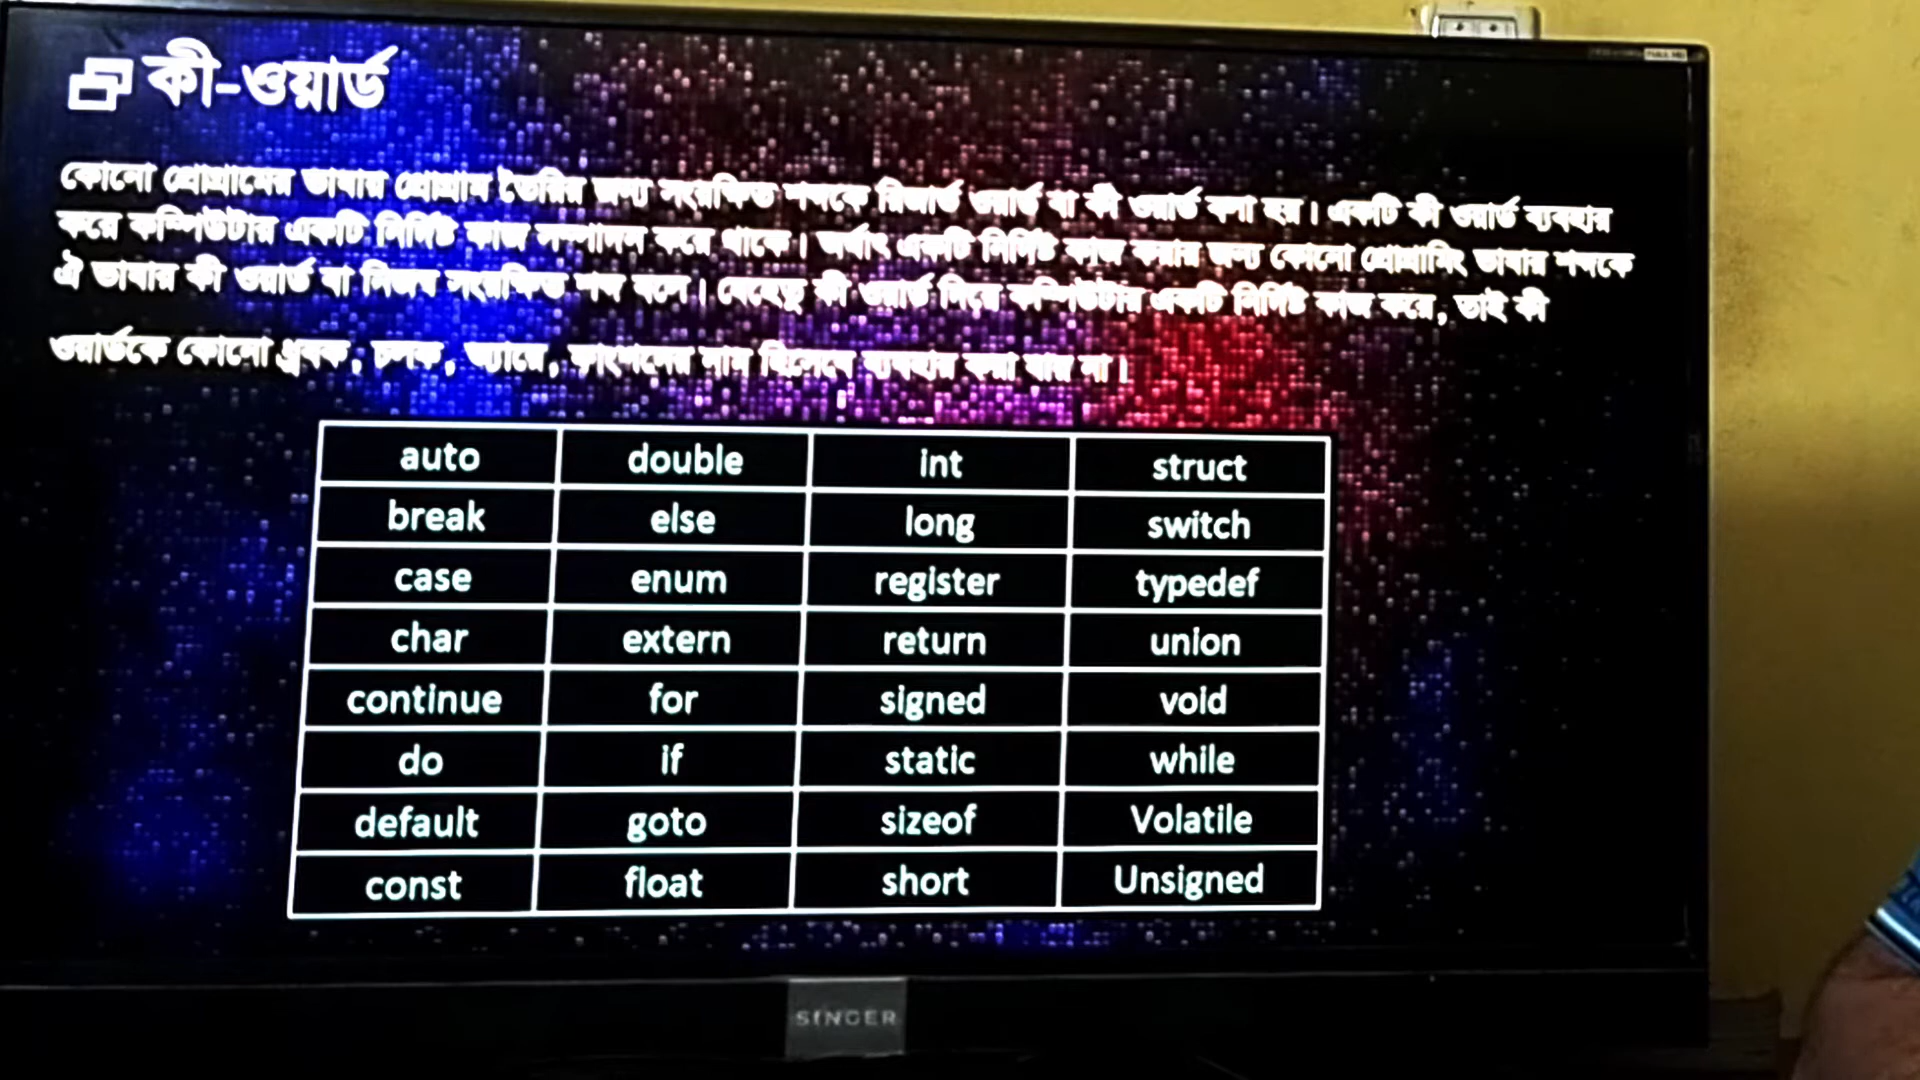 কী-ওয়ার্ড
কোনো প্রোগ্রামের ভাষায় প্রোগ্রাম তৈরির জন্য সংরক্ষিত শব্দকে রিজার্ভ ওয়ার্ড বা কী ওয়ার্ড বলা হয়। একটি কী ওয়ার্ড ব্যবহার
করে কম্পিউটার একটি নির্দিষ্ট কাজ সম্পাদন করে থাকে। অর্থাৎ একটি নির্দিষ্ট কাজ করার জন্য কোনো প্রোগ্রামিং ভাষার শব্দকে
ঐ ভাষার কী ওয়ার্ড বা নিজস্ব সংরক্ষিত শব্দ বলে। যেহেতু কী ওয়ার্ড দিয়ে কম্পিউটার একটি নির্দিষ্ট কাজ করে, তাই কী
ওয়ার্ডকে কোনো ধ্রুবক, চলক, অ্যারে, ফাংশনের নাম হিসেবে ব্যবহার করা যায় না।
auto double int struct
break else long switch
case enum register typedef
char extern return union
continue for signed void
do if static while
default goto sizeof Volatile
const float short Unsigned
SINGER